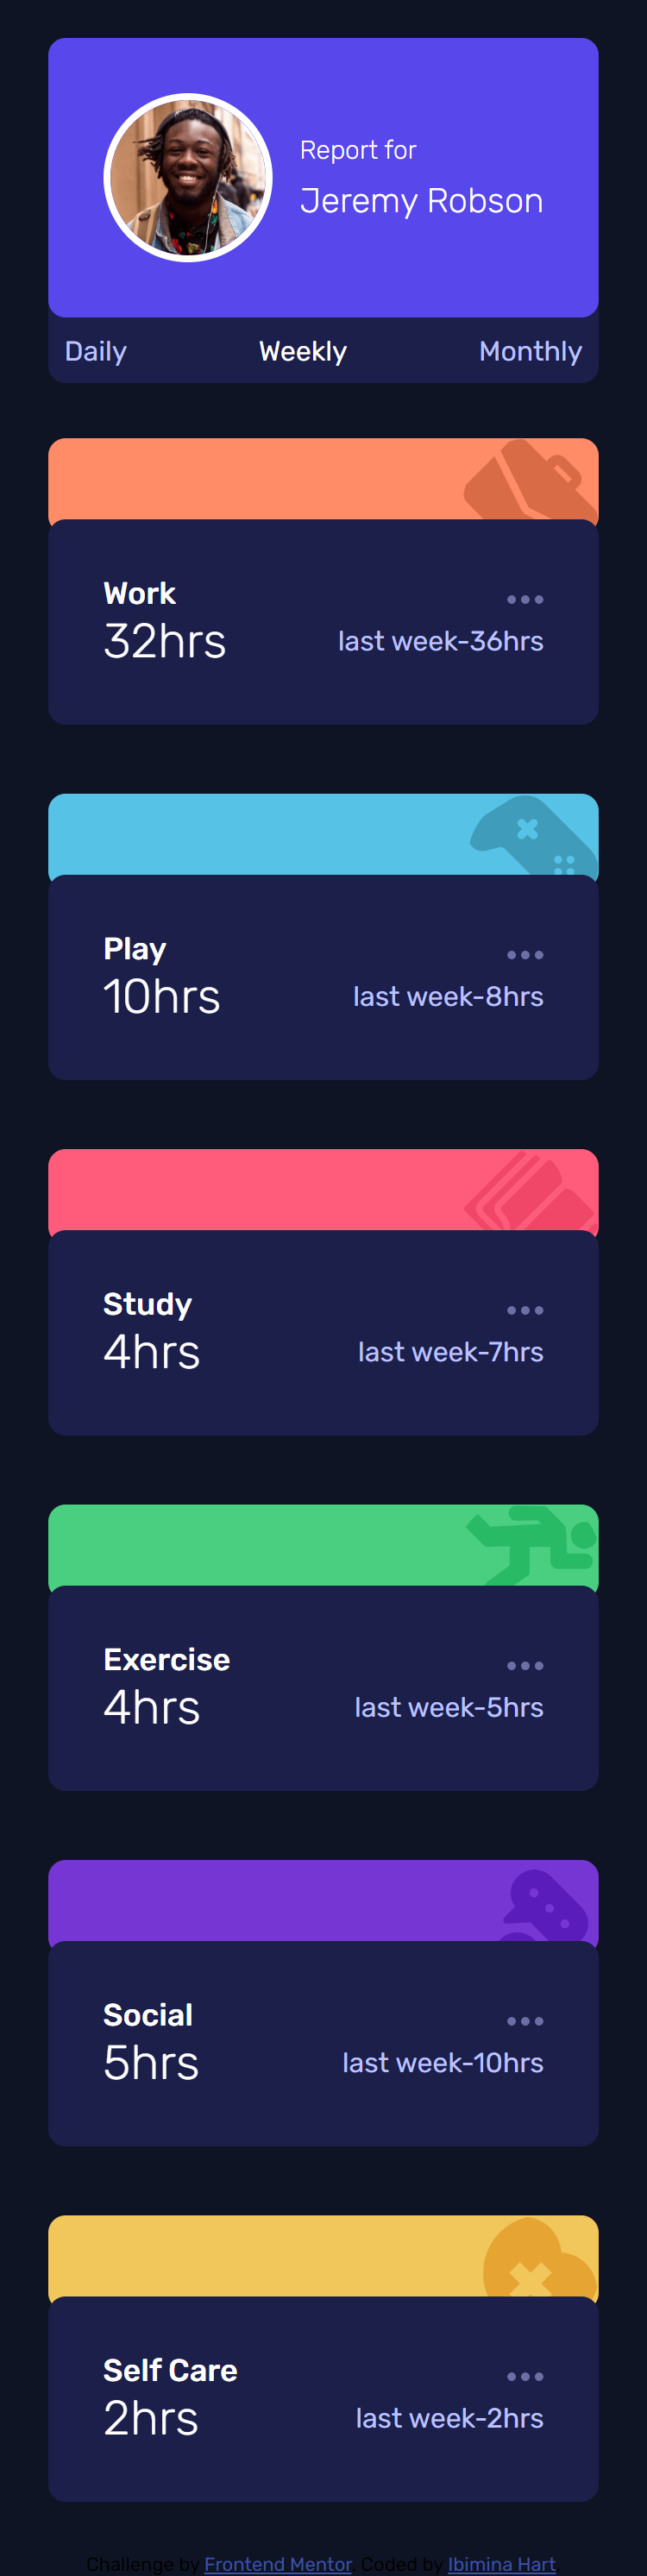 Report for
Jeremy Robson
Daily Weekly Monthly
Work
32hrs last week-36hrs
Play
10hrs last week-8hrs
Study
4hrs last week-7hrs
Exercise
4hrs last week-5hrs
Social
5hrs last week-10hrs
Self Care
2hrs last week-2hrs
Challenge by Frontend Mentor. Coded by Ibimina Hart